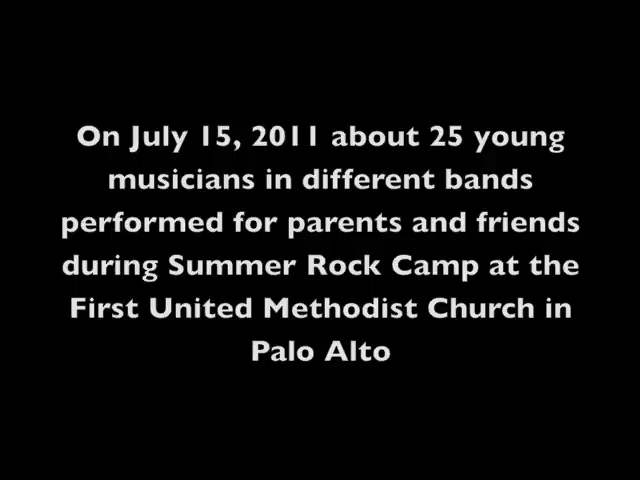 On July 15, 2011 about 25 young
musicians in different bands
performed for parents and friends
during Summer Rock Camp at the
First United Methodist Church in
Palo Alto